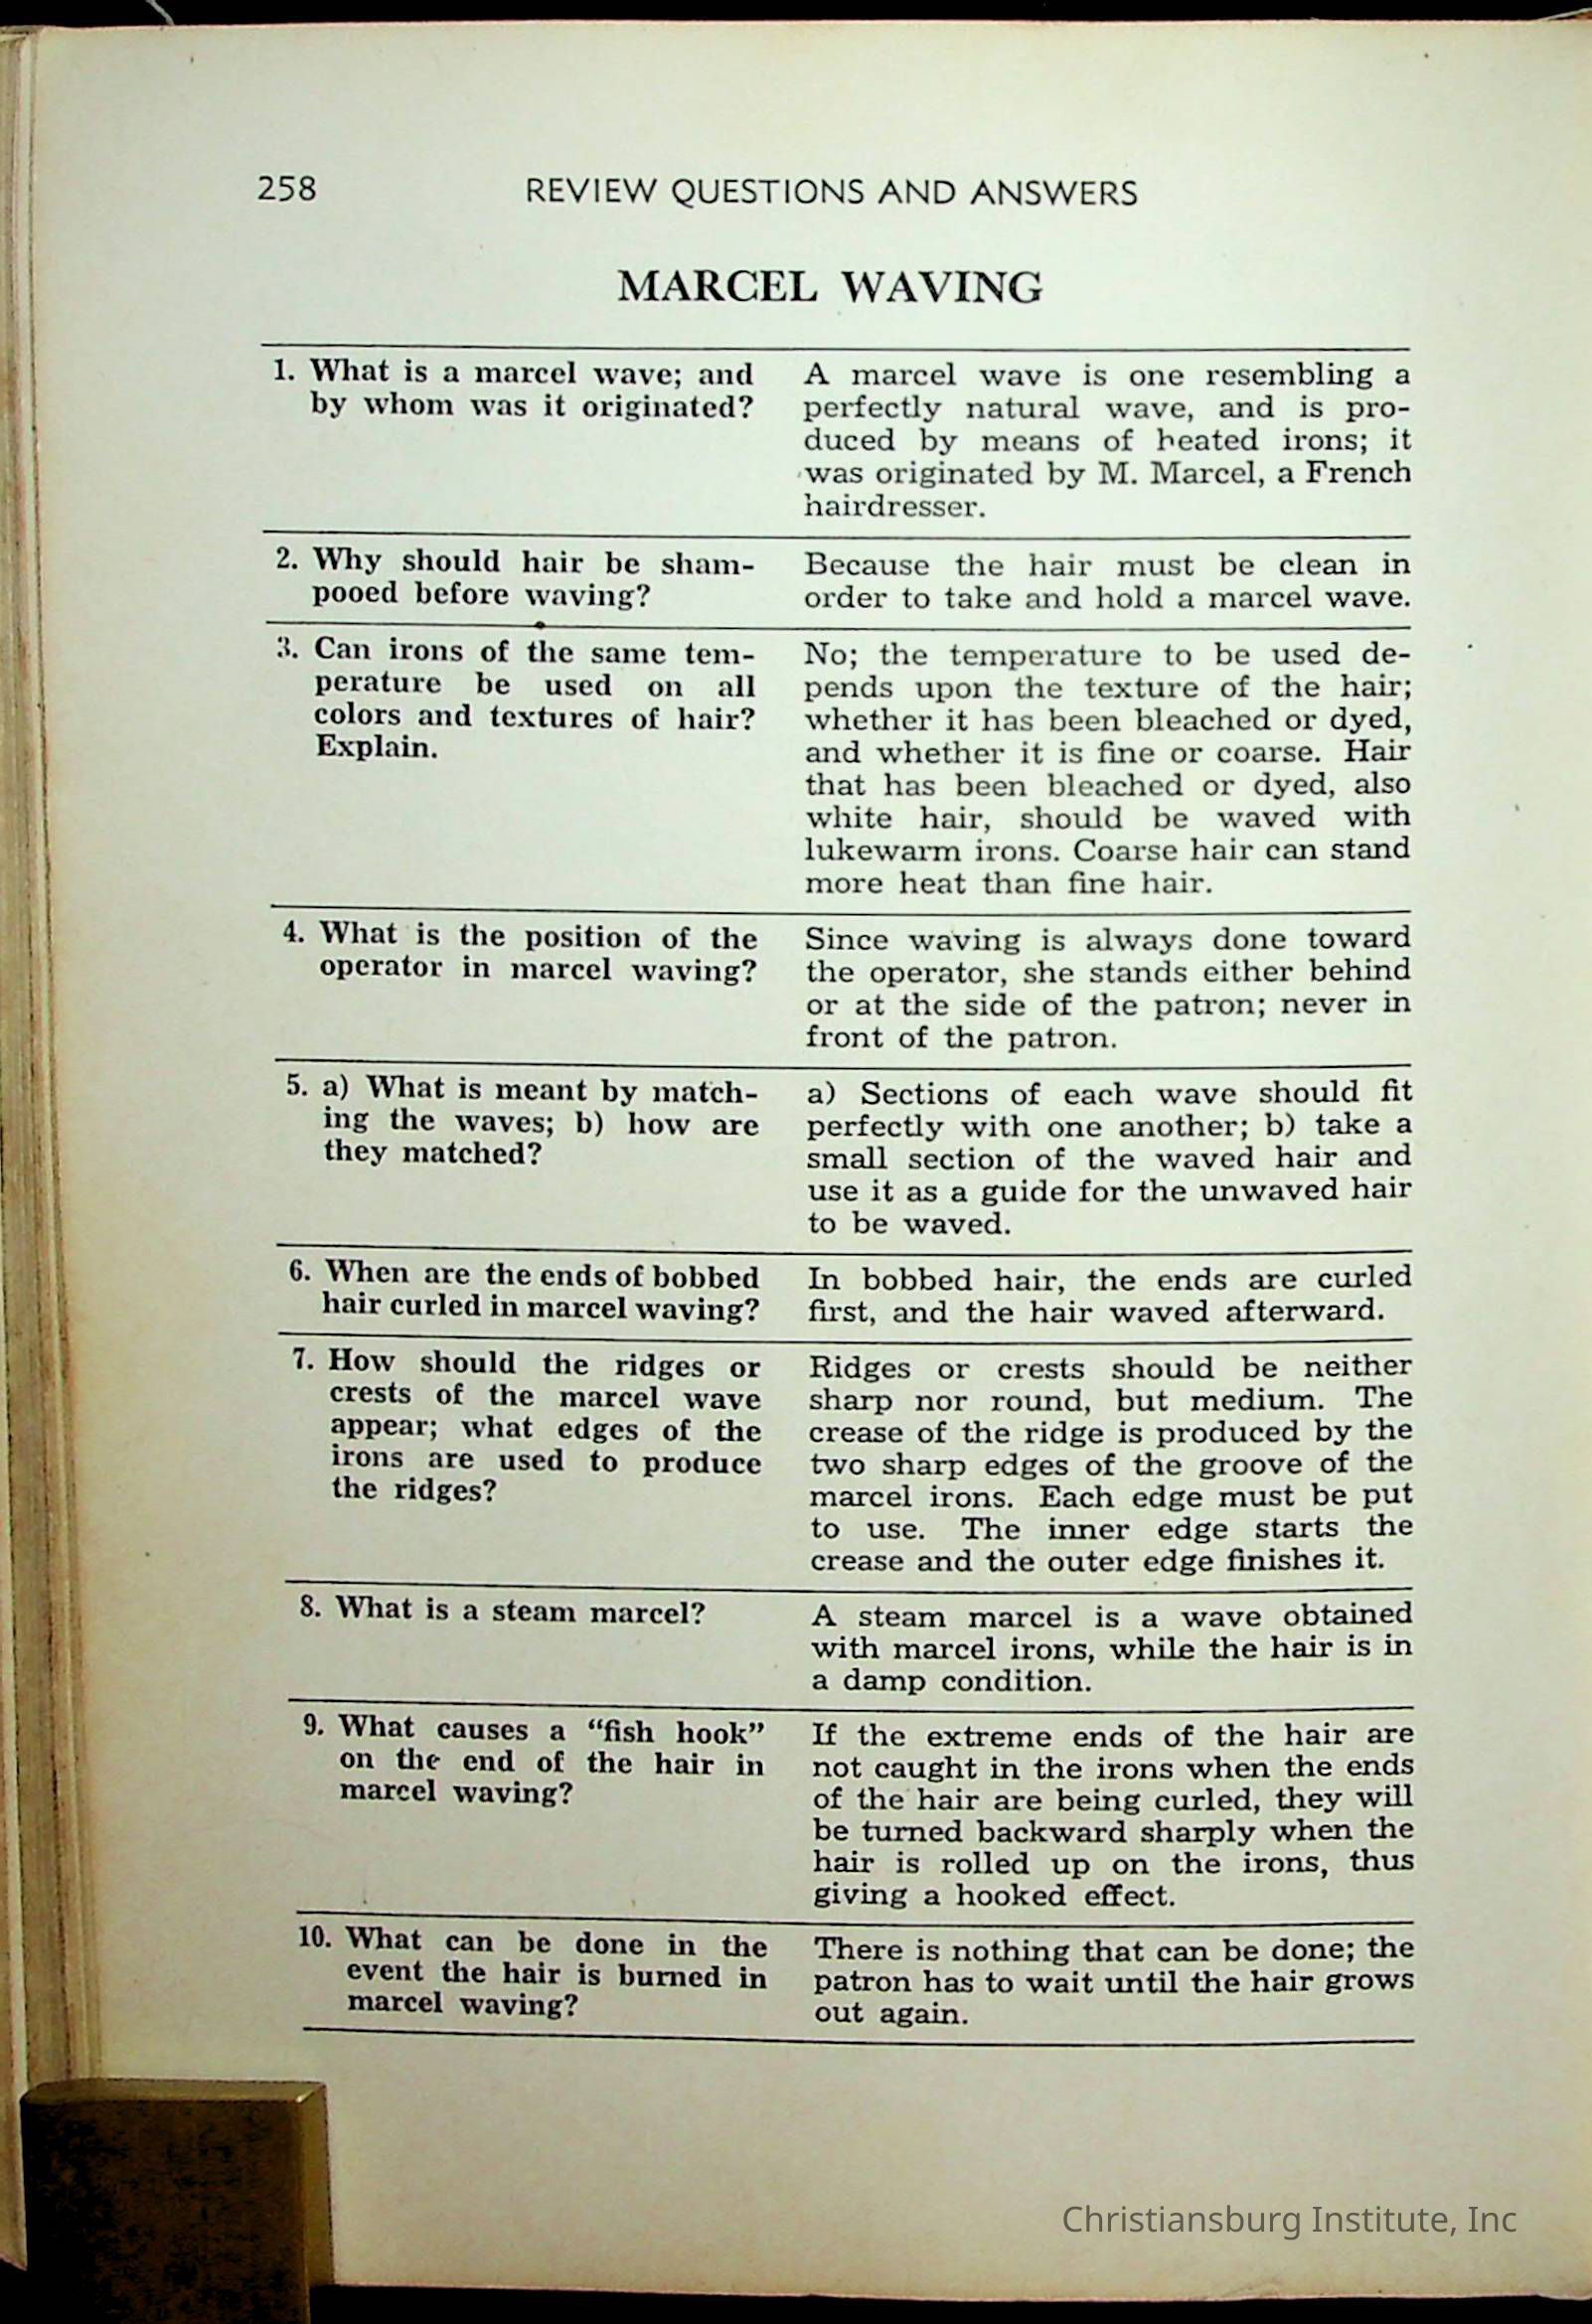 258
REVIEW QUESTIONS AND ANSWERS
MARCEL WAVING
1. What is a marcel wave; and
by whom was it originated?
A marcel wave is one resembling a
perfectly natural wave, and is pro-
duced by means of heated irons; it
was originated by M. Marcel, a French
hairdresser.
2. Why should hair be sham-
pooed before waving?
Because the hair must be clean in
order to take and hold a marcel wave.
3. Can irons of the same tem-
perature be used on all
colors and textures of hair?
Explain.
No; the temperature to be used de-
pends upon the texture of the hair;
whether it has been bleached or dyed,
and whether it is fine or coarse. Hair
that has been bleached or dyed, also
white hair, should be waved with
lukewarm irons. Coarse hair can stand
more heat than fine hair.
4. What is the position of the
operator in marcel waving?
Since waving is always done toward
the operator, she stands either behind
or at the side of the patron; never in
front of the patron.
5. a) What is meant by match-
ing the waves; b) how are
they matched?
a) Sections of each wave should fit
perfectly with one another; b) take a
small section of the waved hair and
use it as a guide for the unwaved hair
to be waved.
6. When are the ends of bobbed
hair curled in marcel waving?
In bobbed hair, the ends are curled
first, and the hair waved afterward.
7. How should the ridges or
crests of the marcel wave
appear; what edges of the
irons are used to produce
the ridges?
Ridges or crests should be neither
sharp nor round, but medium. The
crease of the ridge is produced by the
two sharp edges of the groove of the
marcel irons. Each edge must be put
to use. The inner edge starts the
crease and the outer edge finishes it.
8. What is a steam marcel?
A steam marcel is a wave obtained
with marcel irons, while the hair is in
a damp condition.
9. What causes a “fish hook”
on the end of the hair in
marcel waving?
If the extreme ends of the hair are
not caught in the irons when the ends
of the hair are being curled, they will
be turned backward sharply when the
hair is rolled up on the irons, thus
giving a hooked effect.
10. What can be done in the
event the hair is burned in
marcel waving?
There is nothing that can be done; the
patron has to wait until the hair grows
out again.
Christiansburg Institute, Inc